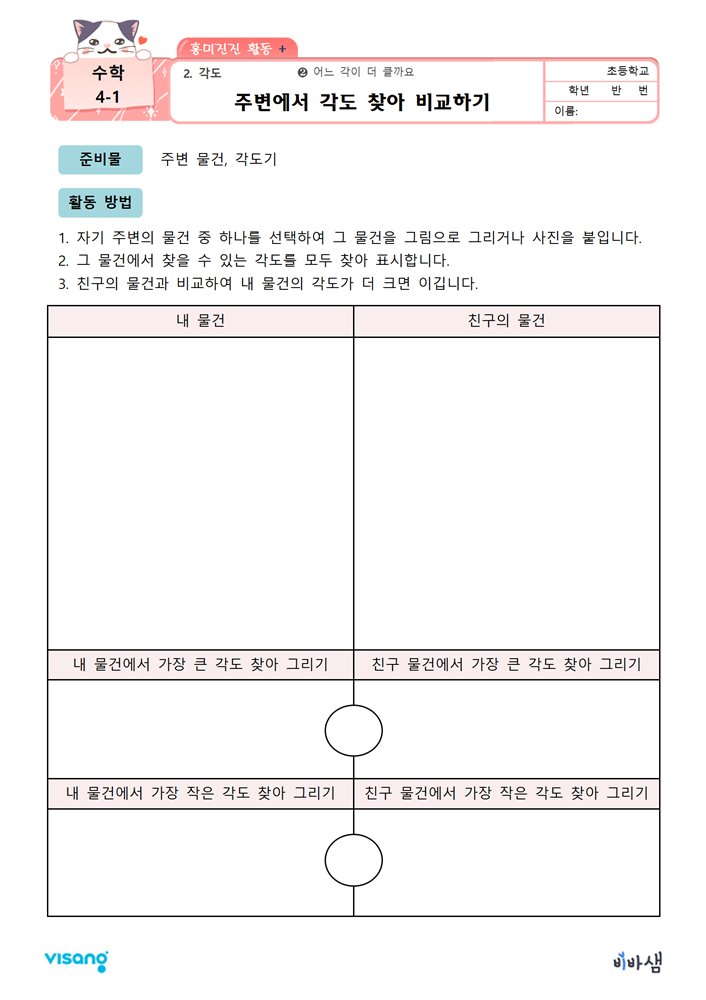 흥미진진 활동 +
수학
4-1
2. 각도 ❷ 어느 각이 더 클까요
주변에서 각도 찾아 비교하기
초등학교
학년 반 번
이름:
준비물 주변 물건, 각도기
활동 방법
1. 자기 주변의 물건 중 하나를 선택하여 그 물건을 그림으로 그리거나 사진을 붙입니다.
2. 그 물건에서 찾을 수 있는 각도를 모두 찾아 표시합니다.
3. 친구의 물건과 비교하여 내 물건의 각도가 더 크면 이깁니다.
내 물건 친구의 물건
내 물건에서 가장 큰 각도 찾아 그리기 친구 물건에서 가장 큰 각도 찾아 그리기
내 물건에서 가장 작은 각도 찾아 그리기 친구 물건에서 가장 작은 각도 찾아 그리기
visang 비바샘